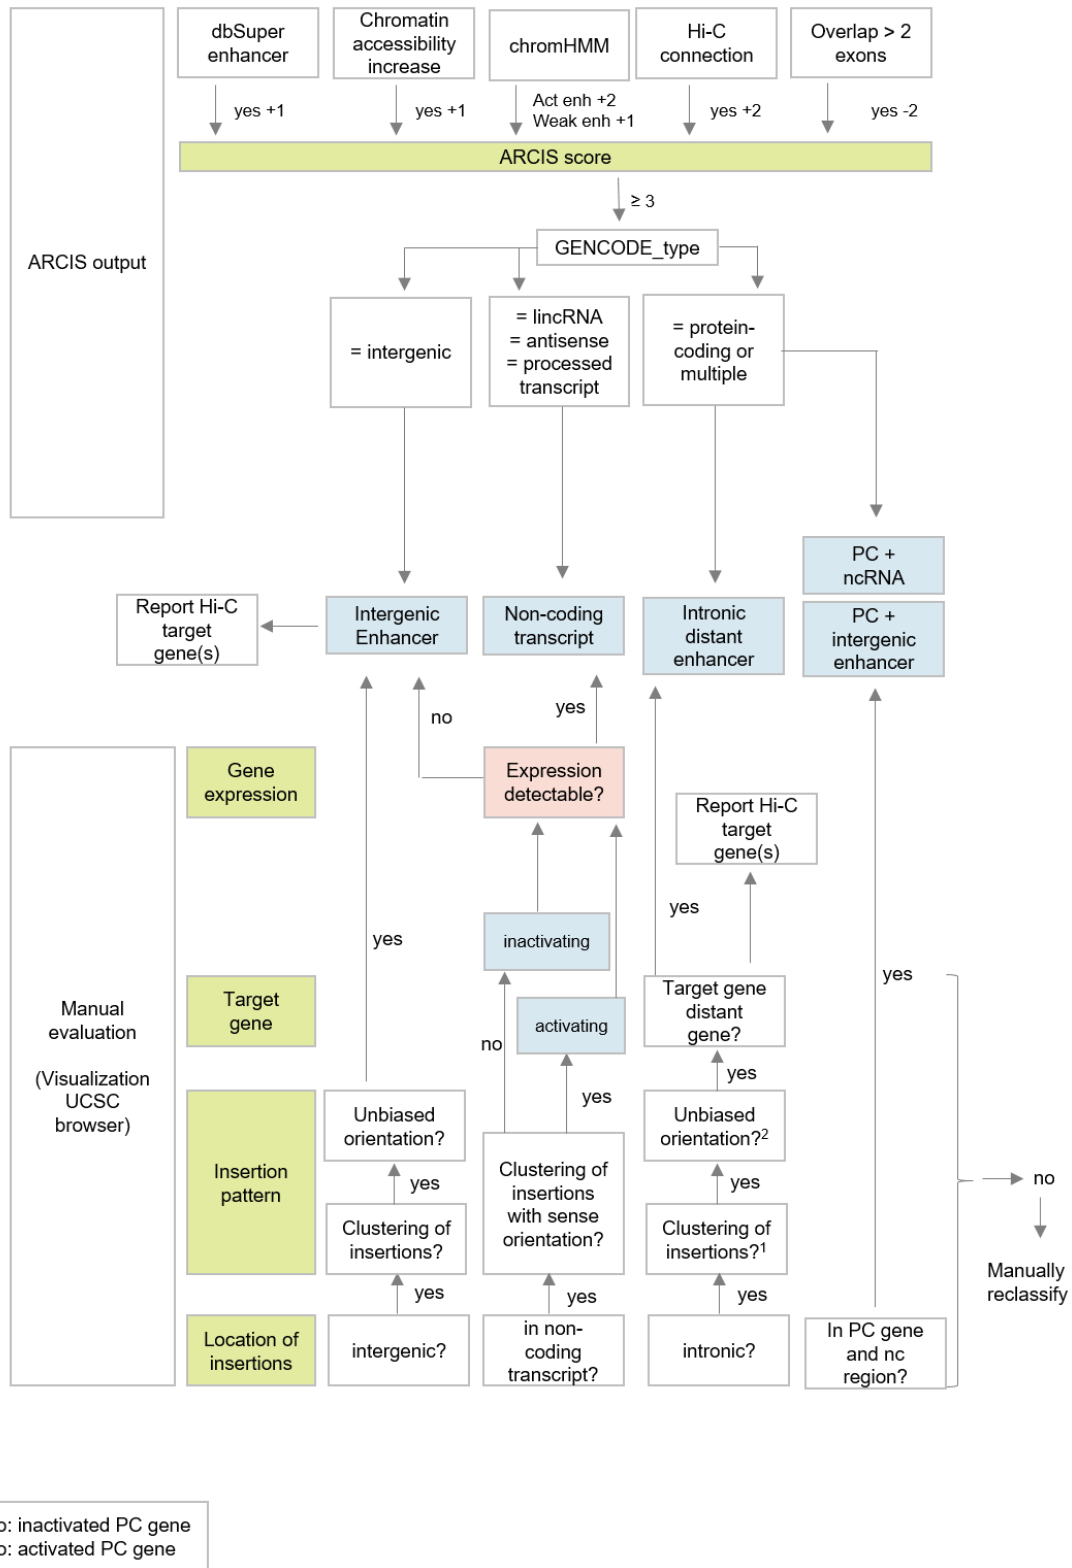 dbSuper
enhancer
Chromatin
accessibility
increase
chromHMM
Hi-C
connection
Overlap > 2
exons
yes +1
yes +1
Act enh +2
Weak enh +1
yes +2
yes -2
ARCIS score
≥ 3
ARCIS output
GENCODE_type
= intergenic
= lincRNA
= antisense
= processed
transcript
= protein-
coding or
multiple
PC +
ncRNA
Report Hi-C
target
gene(s)
Intergenic
Enhancer
Non-coding
transcript
Intronic
distant
enhancer
PC +
intergenic
enhancer
no
yes
Gene
expression
Expression
detectable?
Report Hi-C
target
gene(s)
yes
yes
inactivating
yes
Manual
evaluation
(Visualization
UCSC
browser)
Target
gene
activating
Target gene
distant
gene?
no
yes
yes
Insertion
pattern
Unbiased
orientation?
Clustering of
insertions
with sense
orientation?
Unbiased
orientation?²
yes
yes
no
Clustering of
insertions?
Clustering of
insertions?¹
Manually
reclassify
yes
yes
yes
Location of
insertions
intergenic?
in non-
coding
transcript?
intronic?
In PC gene
and nc
region?
o: inactivated PC gene
o: activated PC gene